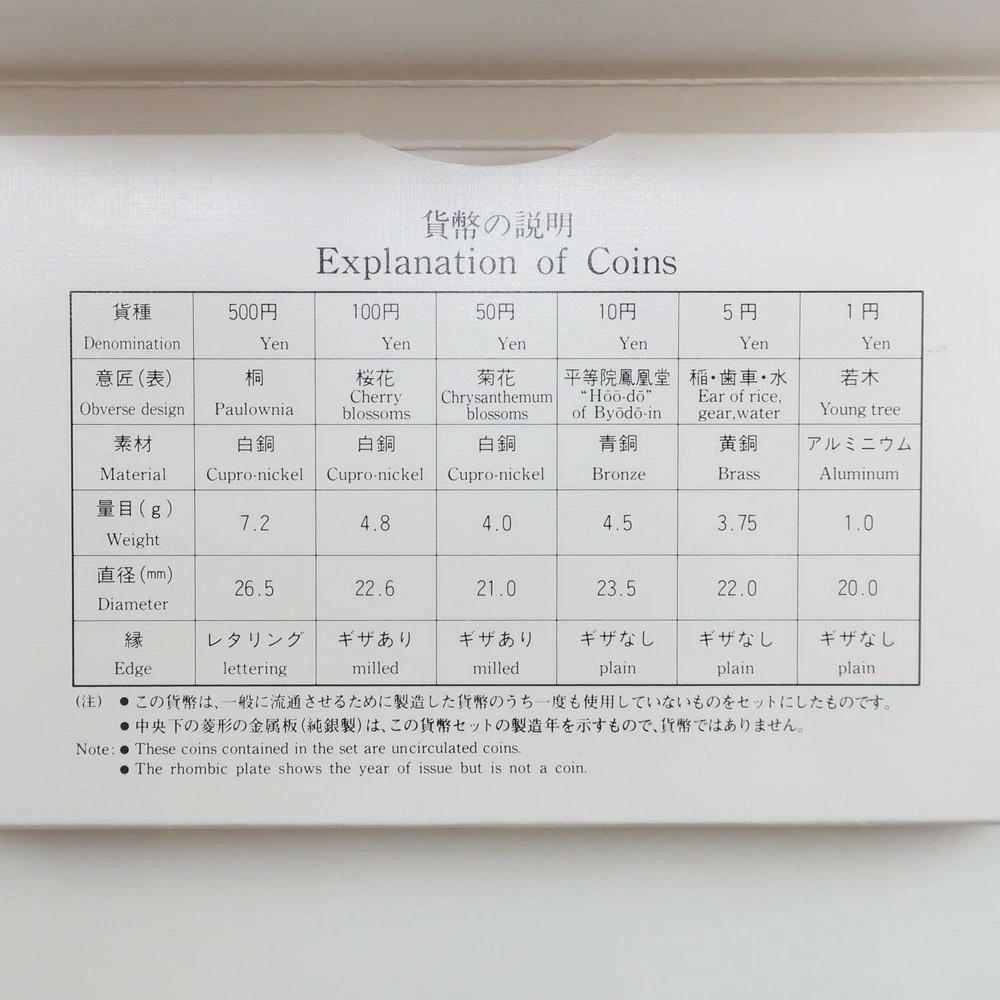 貨幣の説明
Explanation of Coins
貨種 500円 100円 50円 10円 5円 1円
Denomination Yen Yen Yen Yen Yen Yen
意匠(表) 桐 桜花 菊花 平等院鳳凰堂 稲・歯車・水 若木
Obverse design Paulownia Cherry blossoms Chrysanthemum blossoms "Hōō-dō" of Byōdō-in Ear of rice, gear,water Young tree
素材 白銅 白銅 白銅 青銅 黄銅 アルミニウム
Material Cupro-nickel Cupro-nickel Cupro-nickel Bronze Brass Aluminum
量目(g) 7.2 4.8 4.0 4.5 3.75 1.0
Weight
直径(㎜) 26.5 22.6 21.0 23.5 22.0 20.0
Diameter
縁 レタリング ギザあり ギザあり ギザなし ギザなし ギザなし
Edge lettering milled milled plain plain plain
(注) ● この貨幣は、一般に流通させるために製造した貨幣のうち一度も使用していないものをセットにしたものです。
● 中央下の菱形の金属板(純銀製)は、この貨幣セットの製造年を示すもので、貨幣ではありません。
Note: ● These coins contained in the set are uncirculated coins.
● The rhombic plate shows the year of issue but is not a coin.